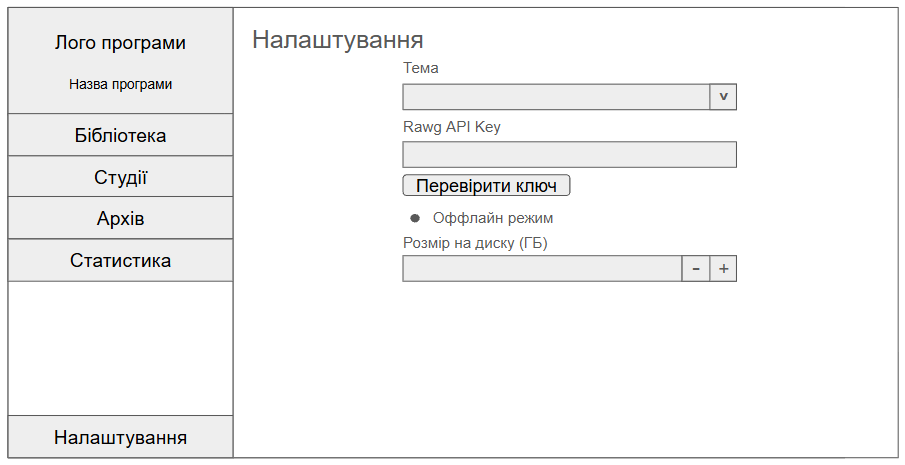 Лого програми
Назва програми
Бібліотека
Студії
Архів
Статистика
Налаштування
Налаштування
Тема
v
Rawg API Key
Перевірити ключ
Оффлайн режим
Розмір на диску (ГБ)
- +